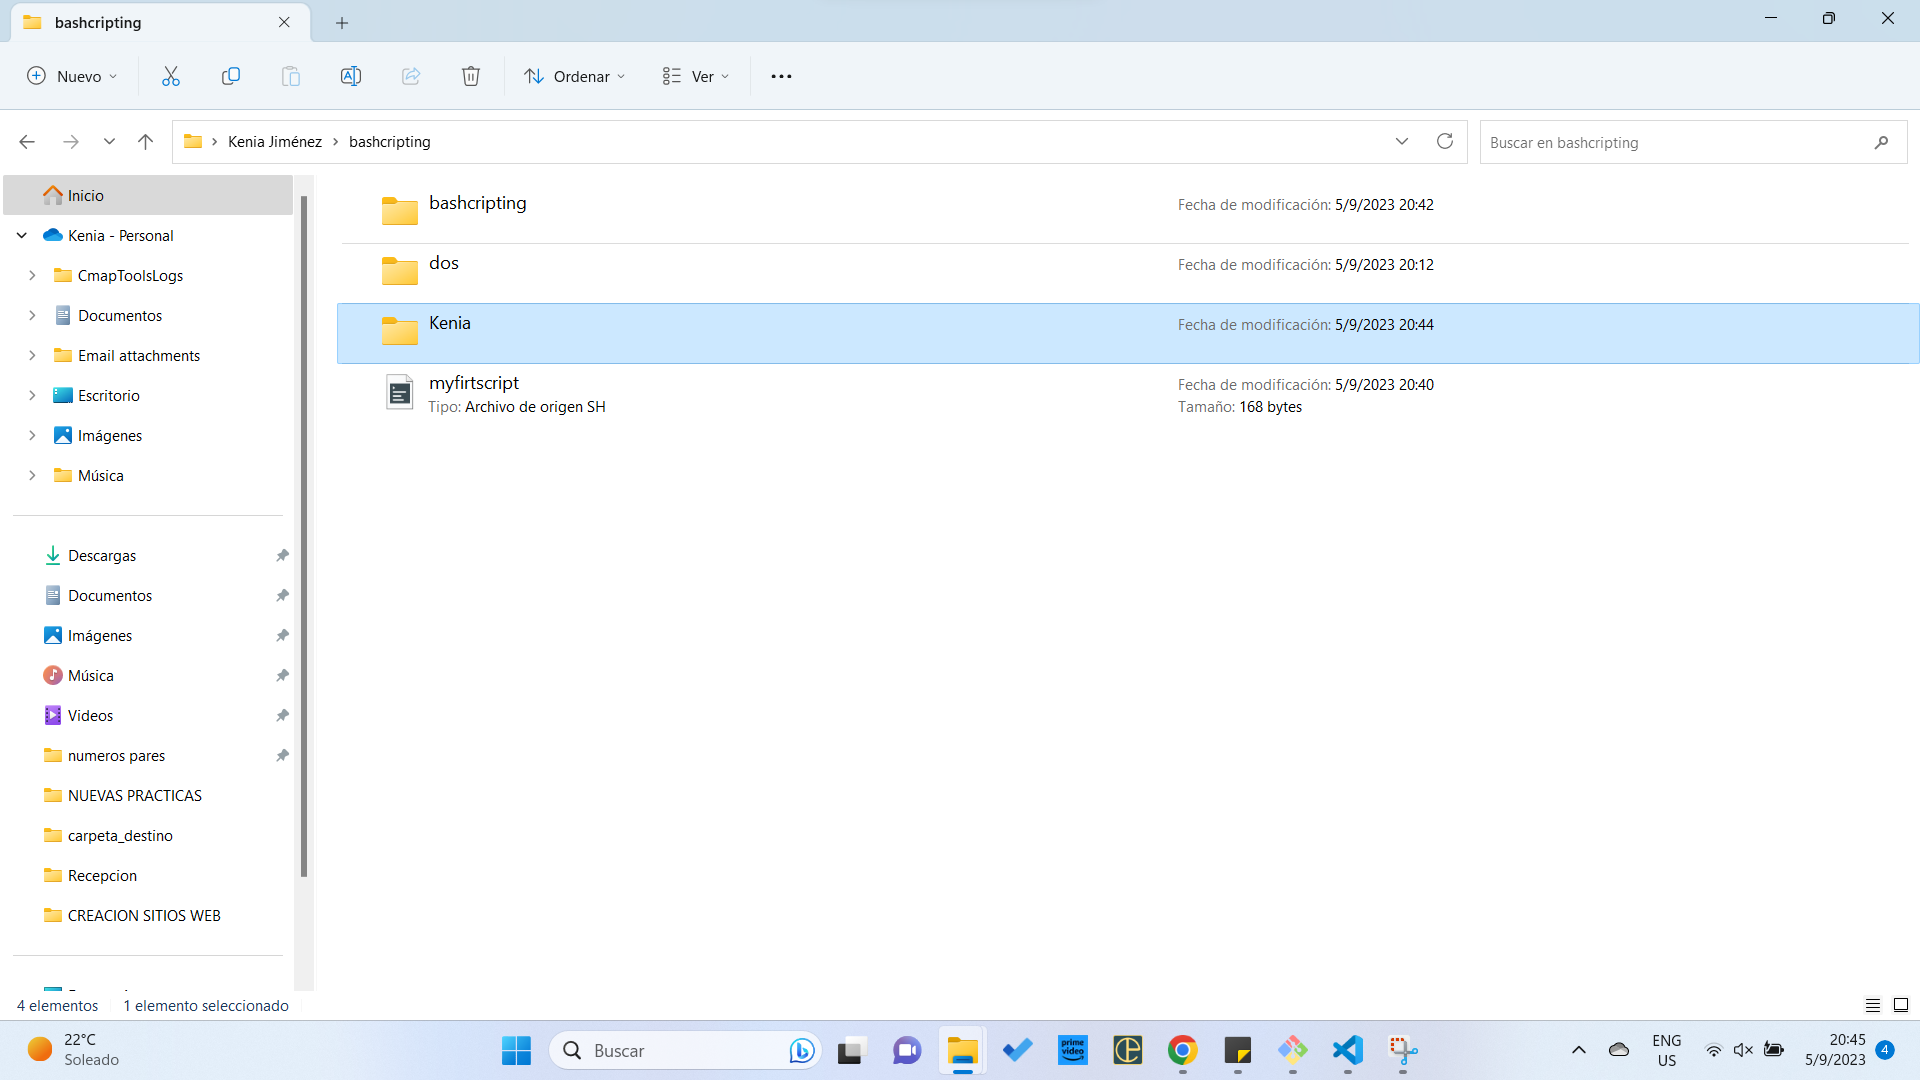 bashcripting
Nuevo
Ordenar
Ver
Kenia Jiménez > bashcripting
Buscar en bashcripting
Inicio
Kenia - Personal
CmapToolsLogs
Documentos
Email attachments
Escritorio
Imágenes
Música
Descargas
Documentos
Imágenes
Música
Videos
numeros pares
NUEVAS PRACTICAS
carpeta_destino
Recepcion
CREACION SITIOS WEB
bashcripting
Fecha de modificación: 5/9/2023 20:42
dos
Fecha de modificación: 5/9/2023 20:12
Kenia
Fecha de modificación: 5/9/2023 20:44
myfirtscript
Fecha de modificación: 5/9/2023 20:40
Tipo: Archivo de origen SH
Tamaño: 168 bytes
4 elementos
1 elemento seleccionado
22°C
Soleado
Buscar
prime video
ENG
US
20:45
5/9/2023
4